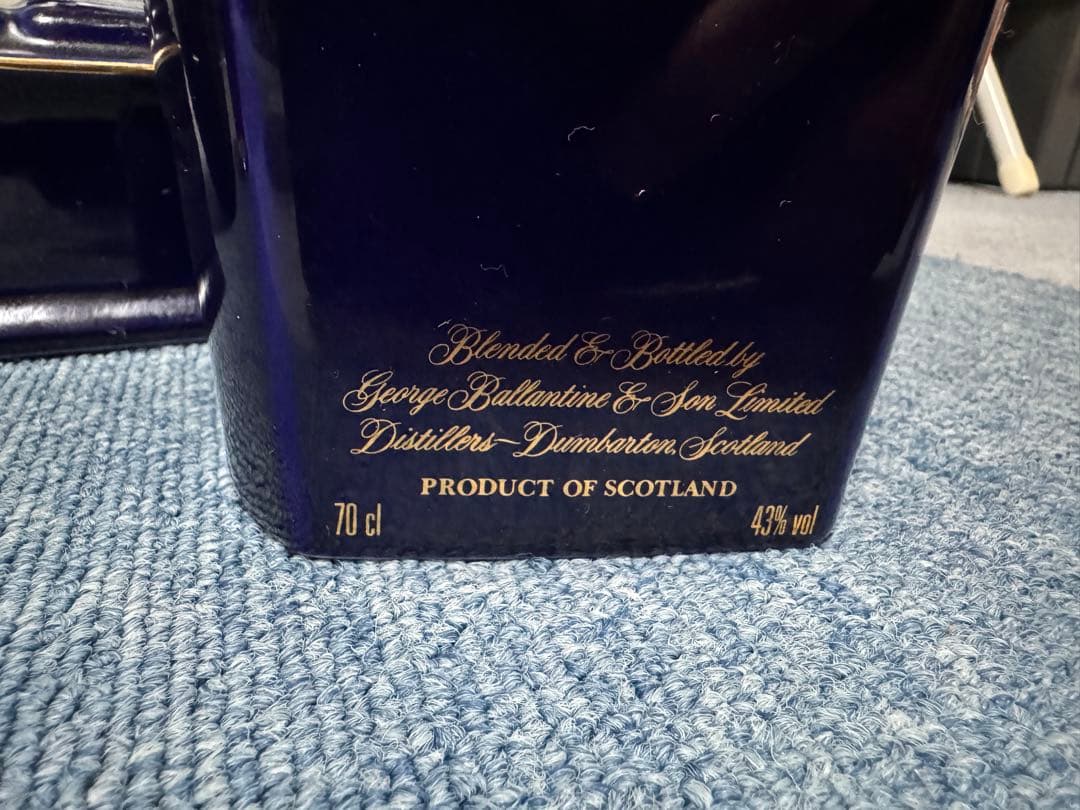 Blended & Bottled by
George Ballantine & Son Limited
Distillers~Dumbarton, Scotland
PRODUCT OF SCOTLAND
70 cl 43% vol